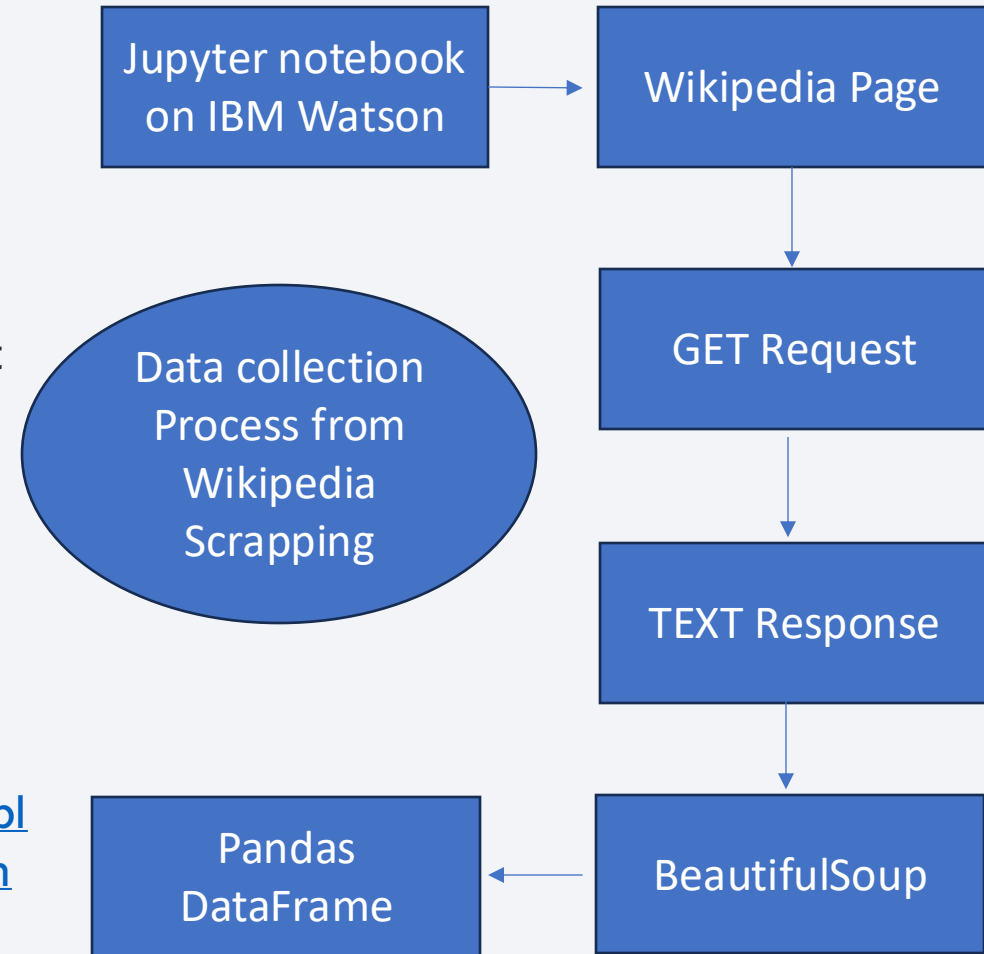 Jupyter notebook
on IBM Watson
Wikipedia Page
GET Request
Data collection
Process from
Wikipedia
Scrapping
TEXT Response
BeautifulSoup
Pandas
DataFrame